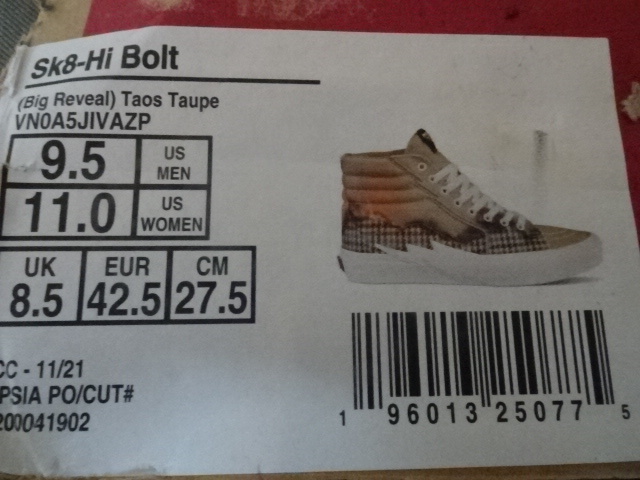 Sk8-Hi Bolt
(Big Reveal) Taos Taupe
VN0A5JIVAZP
9.5 US MEN
11.0 US WOMEN
UK EUR CM
8.5 42.5 27.5
CC - 11/21
PSIA PO/CUT#
200041902
1 96013 25077 5